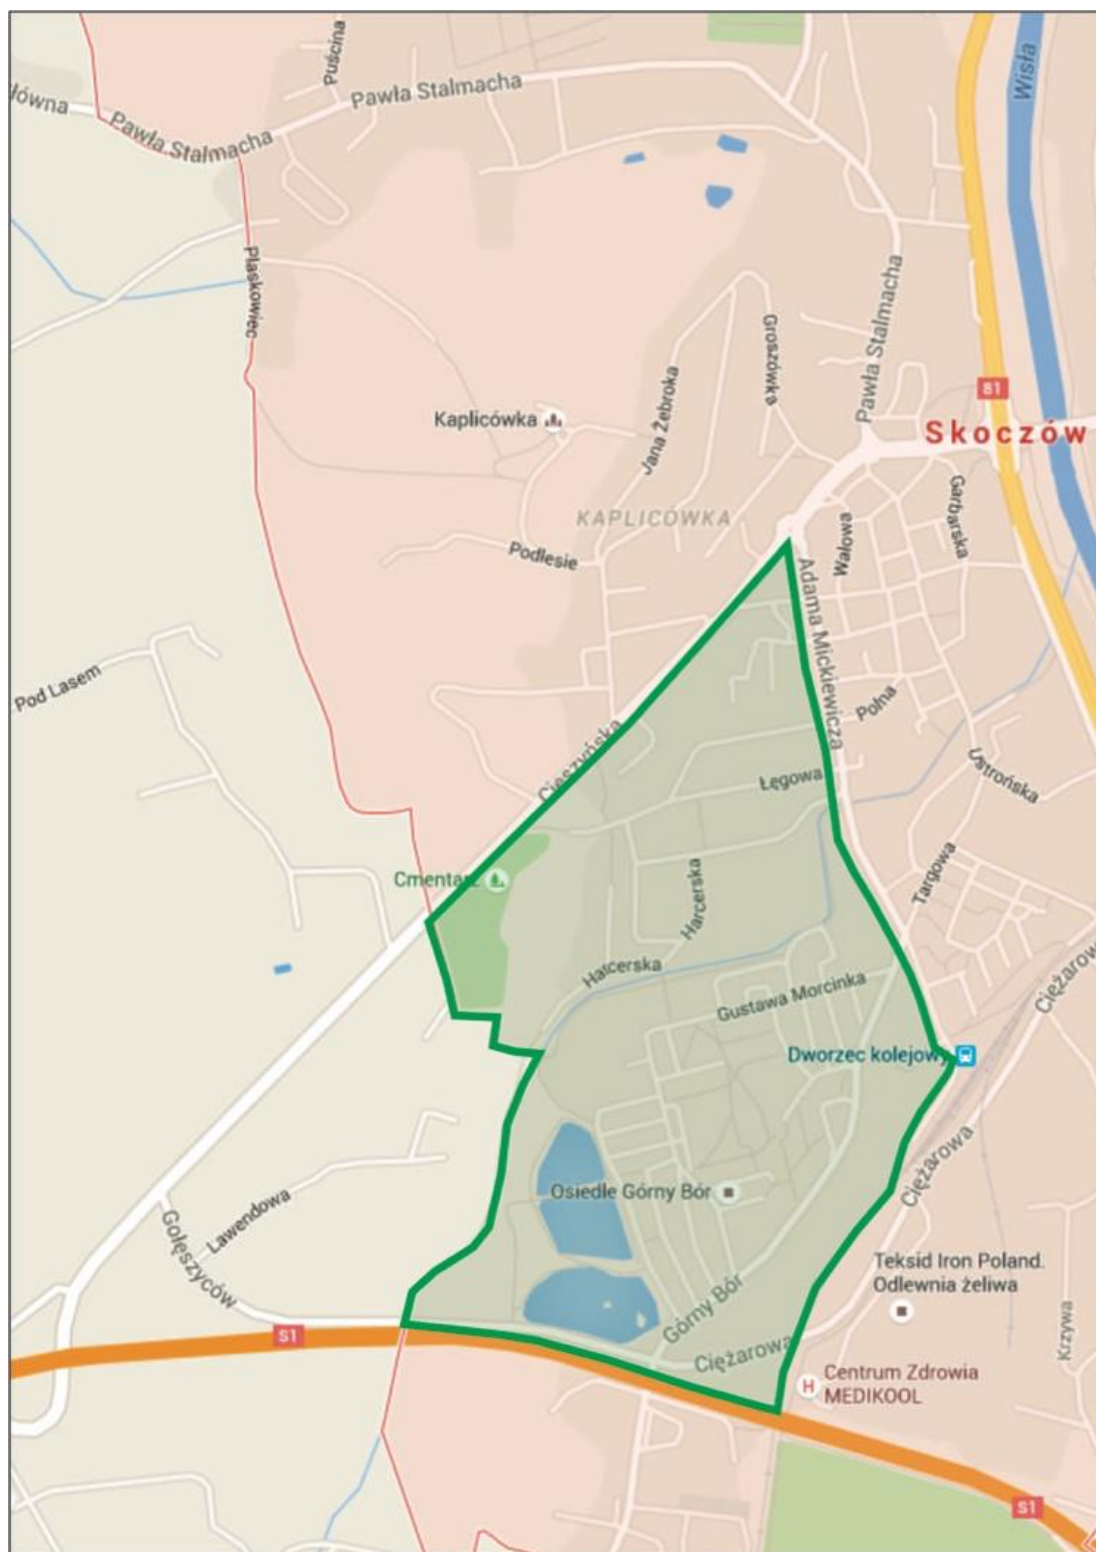 Puścina
Wisła
łówna
Pawła Stalmacha
Pawła Stalmacha
Plaskowiec
Pawła Stalmacha
Groszówka
Jana Żebroka
81
Kaplicówka
Skoczów
Garbarska
KAPLICÓWKA
Wałowa
Podlesie
Adama Mickiewicza
Pod Lasem
Polna
Cieszyńska
Ustrońska
Łęgowa
Targowa
Cmentarz
Harcerska
Harcerska
Ciężarow
Gustawa Morcinka
Dworzec kolejowy
Ciężarowa
Osiedle Górny Bór
Lawendowa
Gołęszyców
Teksid Iron Poland.
Odlewnia żeliwa
Górny Bór
Krzywa
S1
Ciężarowa
H
Centrum Zdrowia
MEDIKOOL
S1